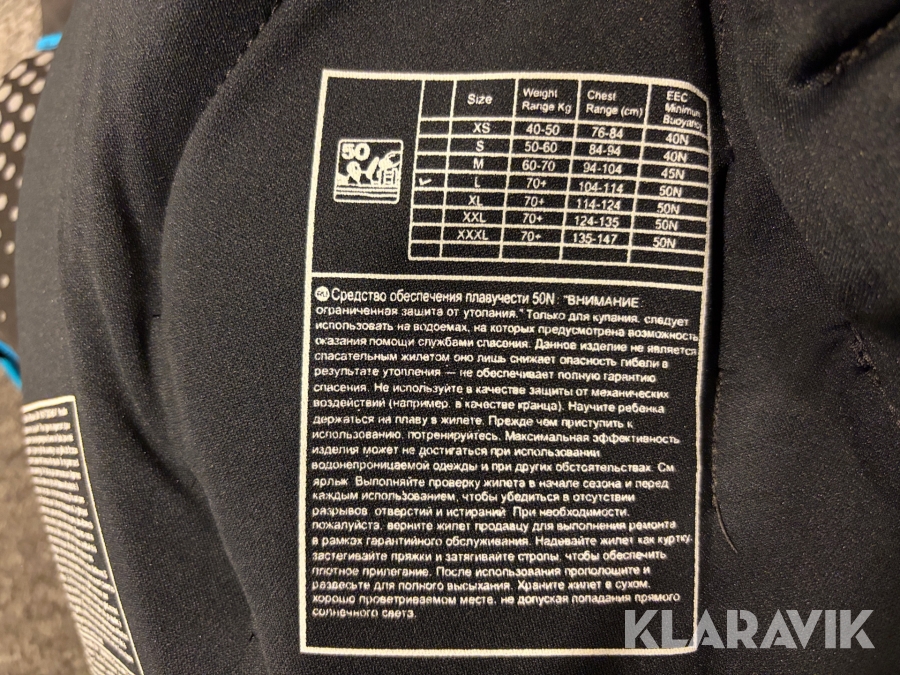 50
Size Weight Range Kg Chest Range (cm) EEC Minimum Buoyancy
XS 40-50 76-84 40N
S 50-60 84-94 40N
M 60-70 94-104 45N
L 70+ 104-114 50N
XL 70+ 114-124 50N
XXL 70+ 124-135 50N
XXXL 70+ 135-147 50N
Средство обеспечения плавучести 50N : "ВНИМАНИЕ:
ограниченная защита от утопания." Только для купания, следует
использовать на водоемах, на которых предусмотрена возможность
оказания помощи службами спасения. Данное изделие не является
спасательным жилетом оно лишь снижает опасность гибели в
результате утопления — не обеспечивает полную гарантию
спасения. Не используйте в качестве защиты от механических
воздействий (например, в качестве кранца). Научите ребенка
держаться на плаву в жилете. Прежде чем приступить к
использованию, потренируйтесь. Максимальная эффективность
изделия может не достигаться при использовании
водонепроницаемой одежды и при других обстоятельствах. См
ярлык. Выполняйте проверку жилета в начале сезона и перед
каждым использованием, чтобы убедиться в отсутствии
разрывов, отверстий и истираний. При необходимости,
пожалуйста, верните жилет продавцу для выполнения ремонта
в рамках гарантийного обслуживания. Надевайте жилет как куртку,
застегивайте пряжки и затягивайте стропы, чтобы обеспечить
плотное прилегание. После использования прополощите и
развесьте для полного высыхания. Храните жилет в сухом,
хорошо проветриваемом месте, не допуская попадания прямого
солнечного света.
KLARAVIK